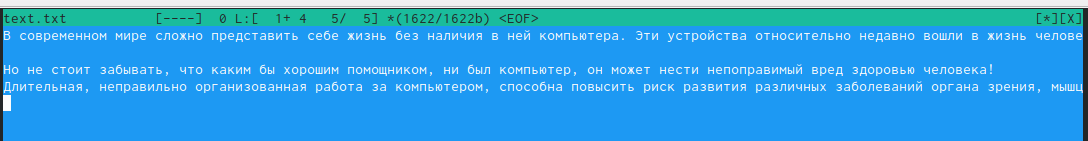 text.txt [----] 0 L:[ 1+ 4 5/ 5] *(1622/1622b) <EOF> [*][X]
В современном мире сложно представить себе жизнь без наличия в ней компьютера. Эти устройства относительно недавно вошли в жизнь челове
Но не стоит забывать, что каким бы хорошим помощником, ни был компьютер, он может нести непоправимый вред здоровью человека!
Длительная, неправильно организованная работа за компьютером, способна повысить риск развития различных заболеваний органа зрения, мышц